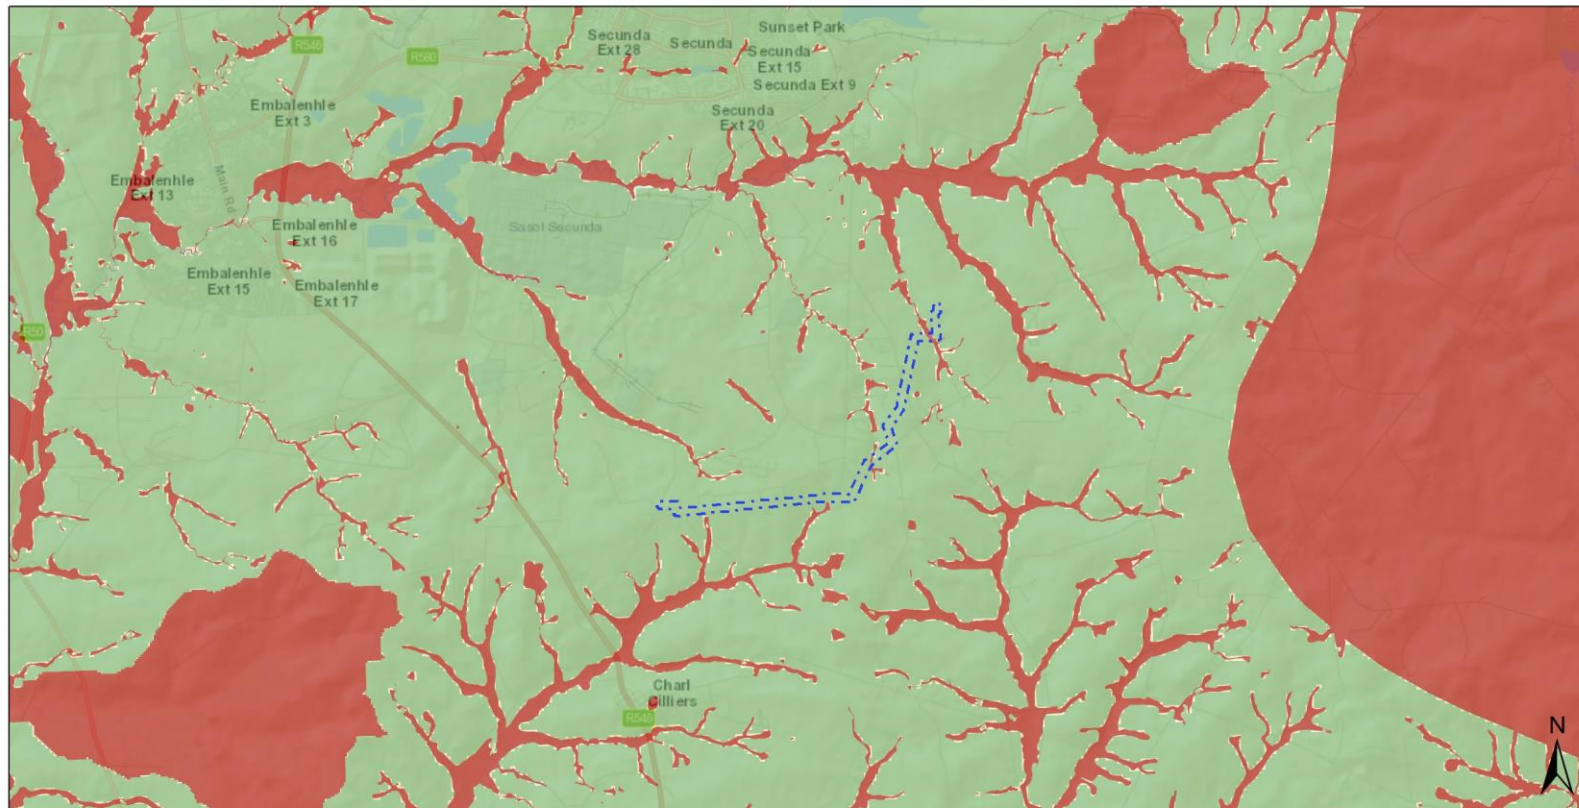 Sunset Park
Secunda
Ext 28
Secunda
Secunda
Ext 15
R546
R580
Secunda Ext 9
Embalenhle
Ext 3
Secunda
Ext 20
Embalenhle
Ext 13
Main Rd
Embalenhle
Ext 16
Sasol Secunda
Embalenhle
Ext 15
Embalenhle
Ext 17
R50
Charl
Cilliers
R546
N